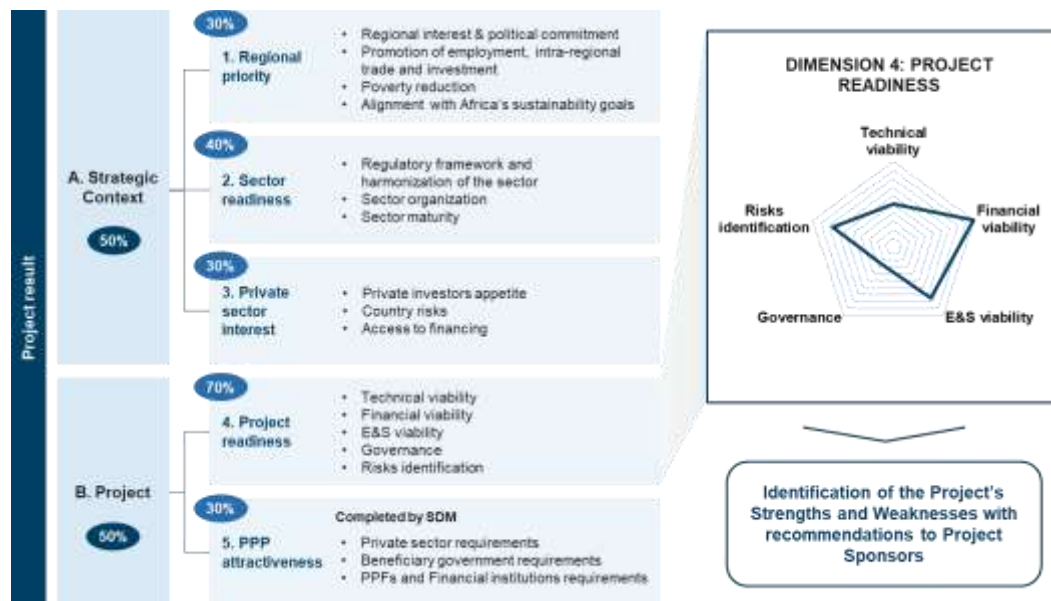 Project result
A. Strategic
Context
50%
30%
1. Regional
priority
• Regional interest & political commitment
• Promotion of employment, intra-regional
trade and investment
• Poverty reduction
• Alignment with Africa's sustainability goals
40%
2. Sector
readiness
• Regulatory framework and
harmonization of the sector
• Sector organization
• Sector maturity
30%
3. Private
sector
interest
• Private investors appetite
• Country risks
• Access to financing
B. Project
50%
70%
4. Project
readiness
• Technical viability
• Financial viability
• E&S viability
• Governance
• Risks identification
30%
5. PPP
attractiveness
Completed by SDM
• Private sector requirements
• Beneficiary government requirements
• PPFs and Financial institutions requirements
DIMENSION 4: PROJECT
READINESS
Technical
viability
Financial
viability
E&S viability
Governance
Risks
identification
Identification of the Project's
Strengths and Weaknesses with
recommendations to Project
Sponsors